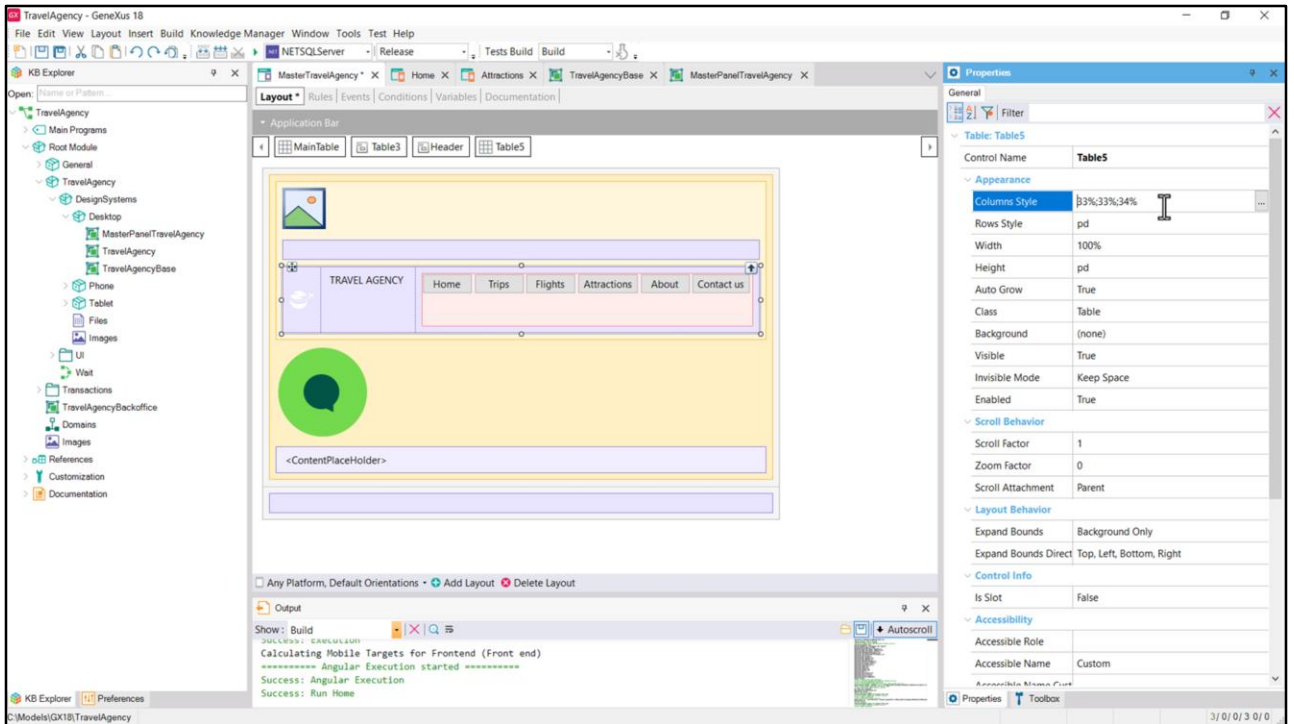 TravelAgency - GeneXus 18
File Edit View Layout Insert Build Knowledge Manager Window Tools Test Help
NETSQLServer Release Tests Build Build
KB Explorer
Open: Name or Pattern...
TravelAgency
Main Programs
Root Module
General
TravelAgency
DesignSystems
Desktop
MasterPanelTravelAgency
TravelAgency
TravelAgencyBase
Phone
Tablet
Files
Images
UI
Wait
Transactions
TravelAgencyBackoffice
Domains
Images
References
Customization
Documentation
KB Explorer Preferences
MasterTravelAgency * X Home X Attractions X TravelAgencyBase X MasterPanelTravelAgency X
Layout * Rules Events Conditions Variables Documentation
Application Bar
MainTable Table3 Header Table5
TRAVEL AGENCY Home Trips Flights Attractions About Contact us
<ContentPlaceHolder>
Any Platform, Default Orientations Add Layout Delete Layout
Output
Show: Build Autoscroll
Success: Execution
Calculating Mobile Targets for Frontend (Front end)
========== Angular Execution started ==========
Success: Angular Execution
Success: Run Home
Properties
General
Filter
Table: Table5
Control Name Table5
Appearance
Columns Style 33%;33%;34%
Rows Style pd
Width 100%
Height pd
Auto Grow True
Class Table
Background (none)
Visible True
Invisible Mode Keep Space
Enabled True
Scroll Behavior
Scroll Factor 1
Zoom Factor 0
Scroll Attachment Parent
Layout Behavior
Expand Bounds Background Only
Expand Bounds Direct Top, Left, Bottom, Right
Control Info
Is Slot False
Accessibility
Accessible Role
Accessible Name Custom
Accessible Name Cust
Properties Toolbox
C:\Models\GX18\TravelAgency
3/ 0/ 0/ 3 0/ 0